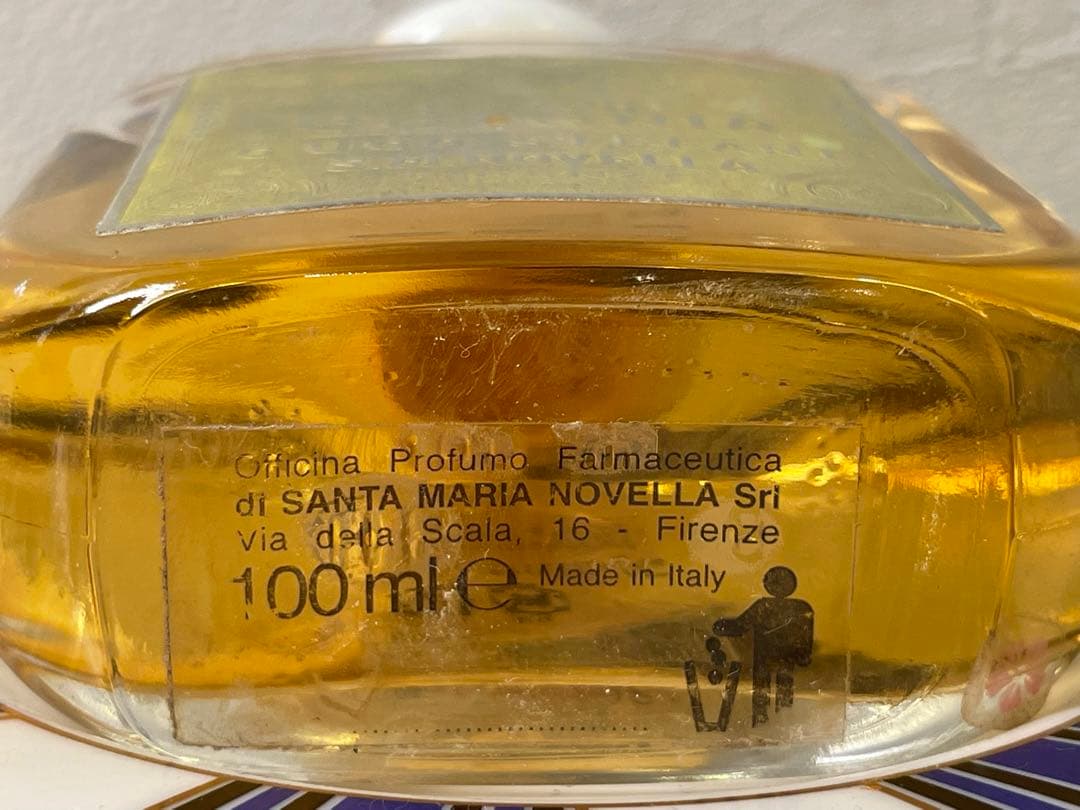 Officina Profumo Farmaceutica
di SANTA MARIA NOVELLA Srl
Via della Scala, 16 - Firenze
100 ml ℮ Made in Italy